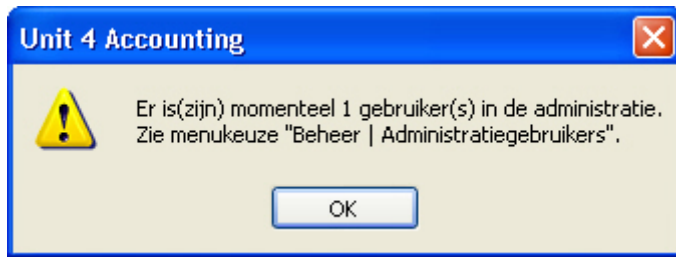 Unit 4 Accounting
Er is(zijn) momenteel 1 gebruiker(s) in de administratie.
Zie menukeuze "Beheer | Administratiegebruikers".
OK